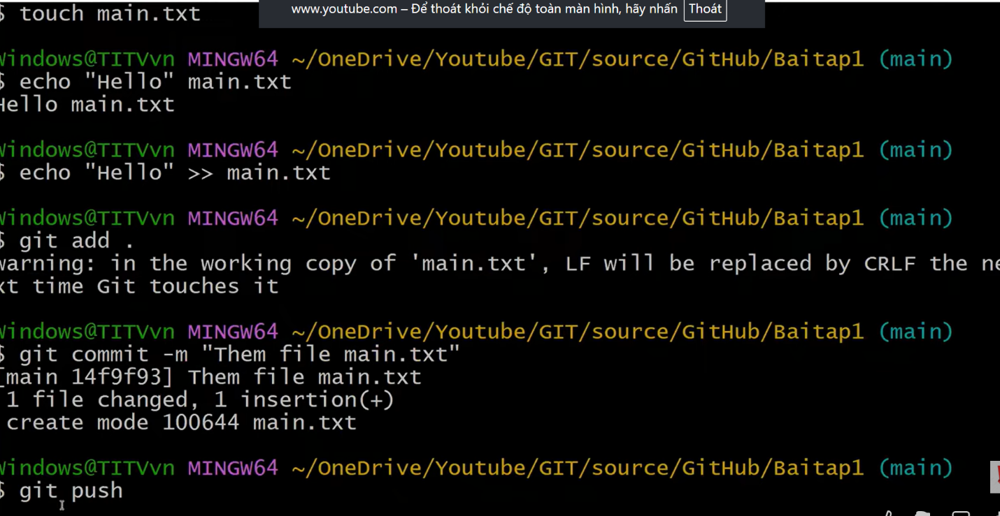 $ touch main.txt
www.youtube.com – Để thoát khỏi chế độ toàn màn hình, hãy nhấn Thoát
Windows@TITVvn MINGW64 ~/OneDrive/Youtube/GIT/source/GitHub/Baitap1 (main)
$ echo "Hello" main.txt
Hello main.txt
Windows@TITVvn MINGW64 ~/OneDrive/Youtube/GIT/source/GitHub/Baitap1 (main)
$ echo "Hello" >> main.txt
Windows@TITVvn MINGW64 ~/OneDrive/Youtube/GIT/source/GitHub/Baitap1 (main)
$ git add .
warning: in the working copy of 'main.txt', LF will be replaced by CRLF the ne
xt time Git touches it
Windows@TITVvn MINGW64 ~/OneDrive/Youtube/GIT/source/GitHub/Baitap1 (main)
$ git commit -m "Them file main.txt"
[main 14f9f93] Them file main.txt
1 file changed, 1 insertion(+)
create mode 100644 main.txt
Windows@TITVvn MINGW64 ~/OneDrive/Youtube/GIT/source/GitHub/Baitap1 (main)
$ git push